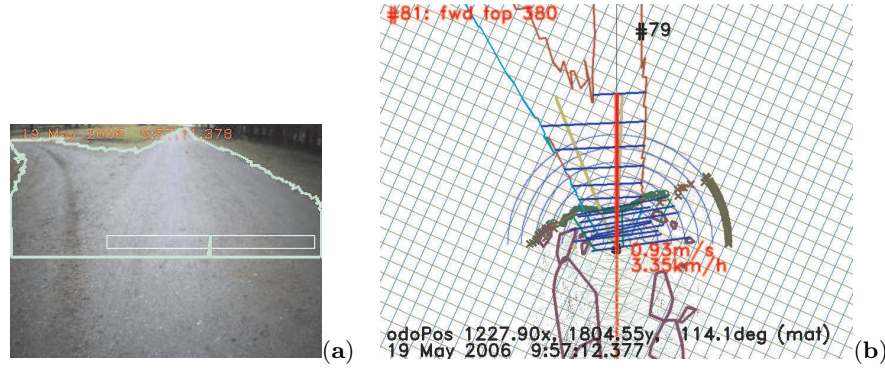 19 May 2006 9:57:11.378
(a)
#81: fwd top 380
#79
0.93m/s
3.35km/h
odoPos 1227.90x, 1804.55y, 114.1deg (mat)
19 May 2006 9:57:12.377
(b)